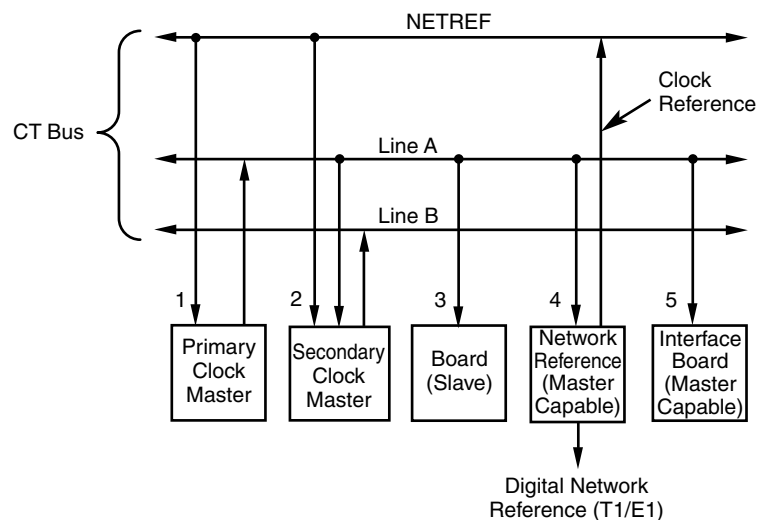 NETREF
Clock
Reference
CT Bus
Line A
Line B
1
2
3
4
5
Primary
Clock
Master
Secondary
Clock
Master
Board
(Slave)
Network
Reference
(Master
Capable)
Interface
Board
(Master
Capable)
Digital Network
Reference (T1/E1)